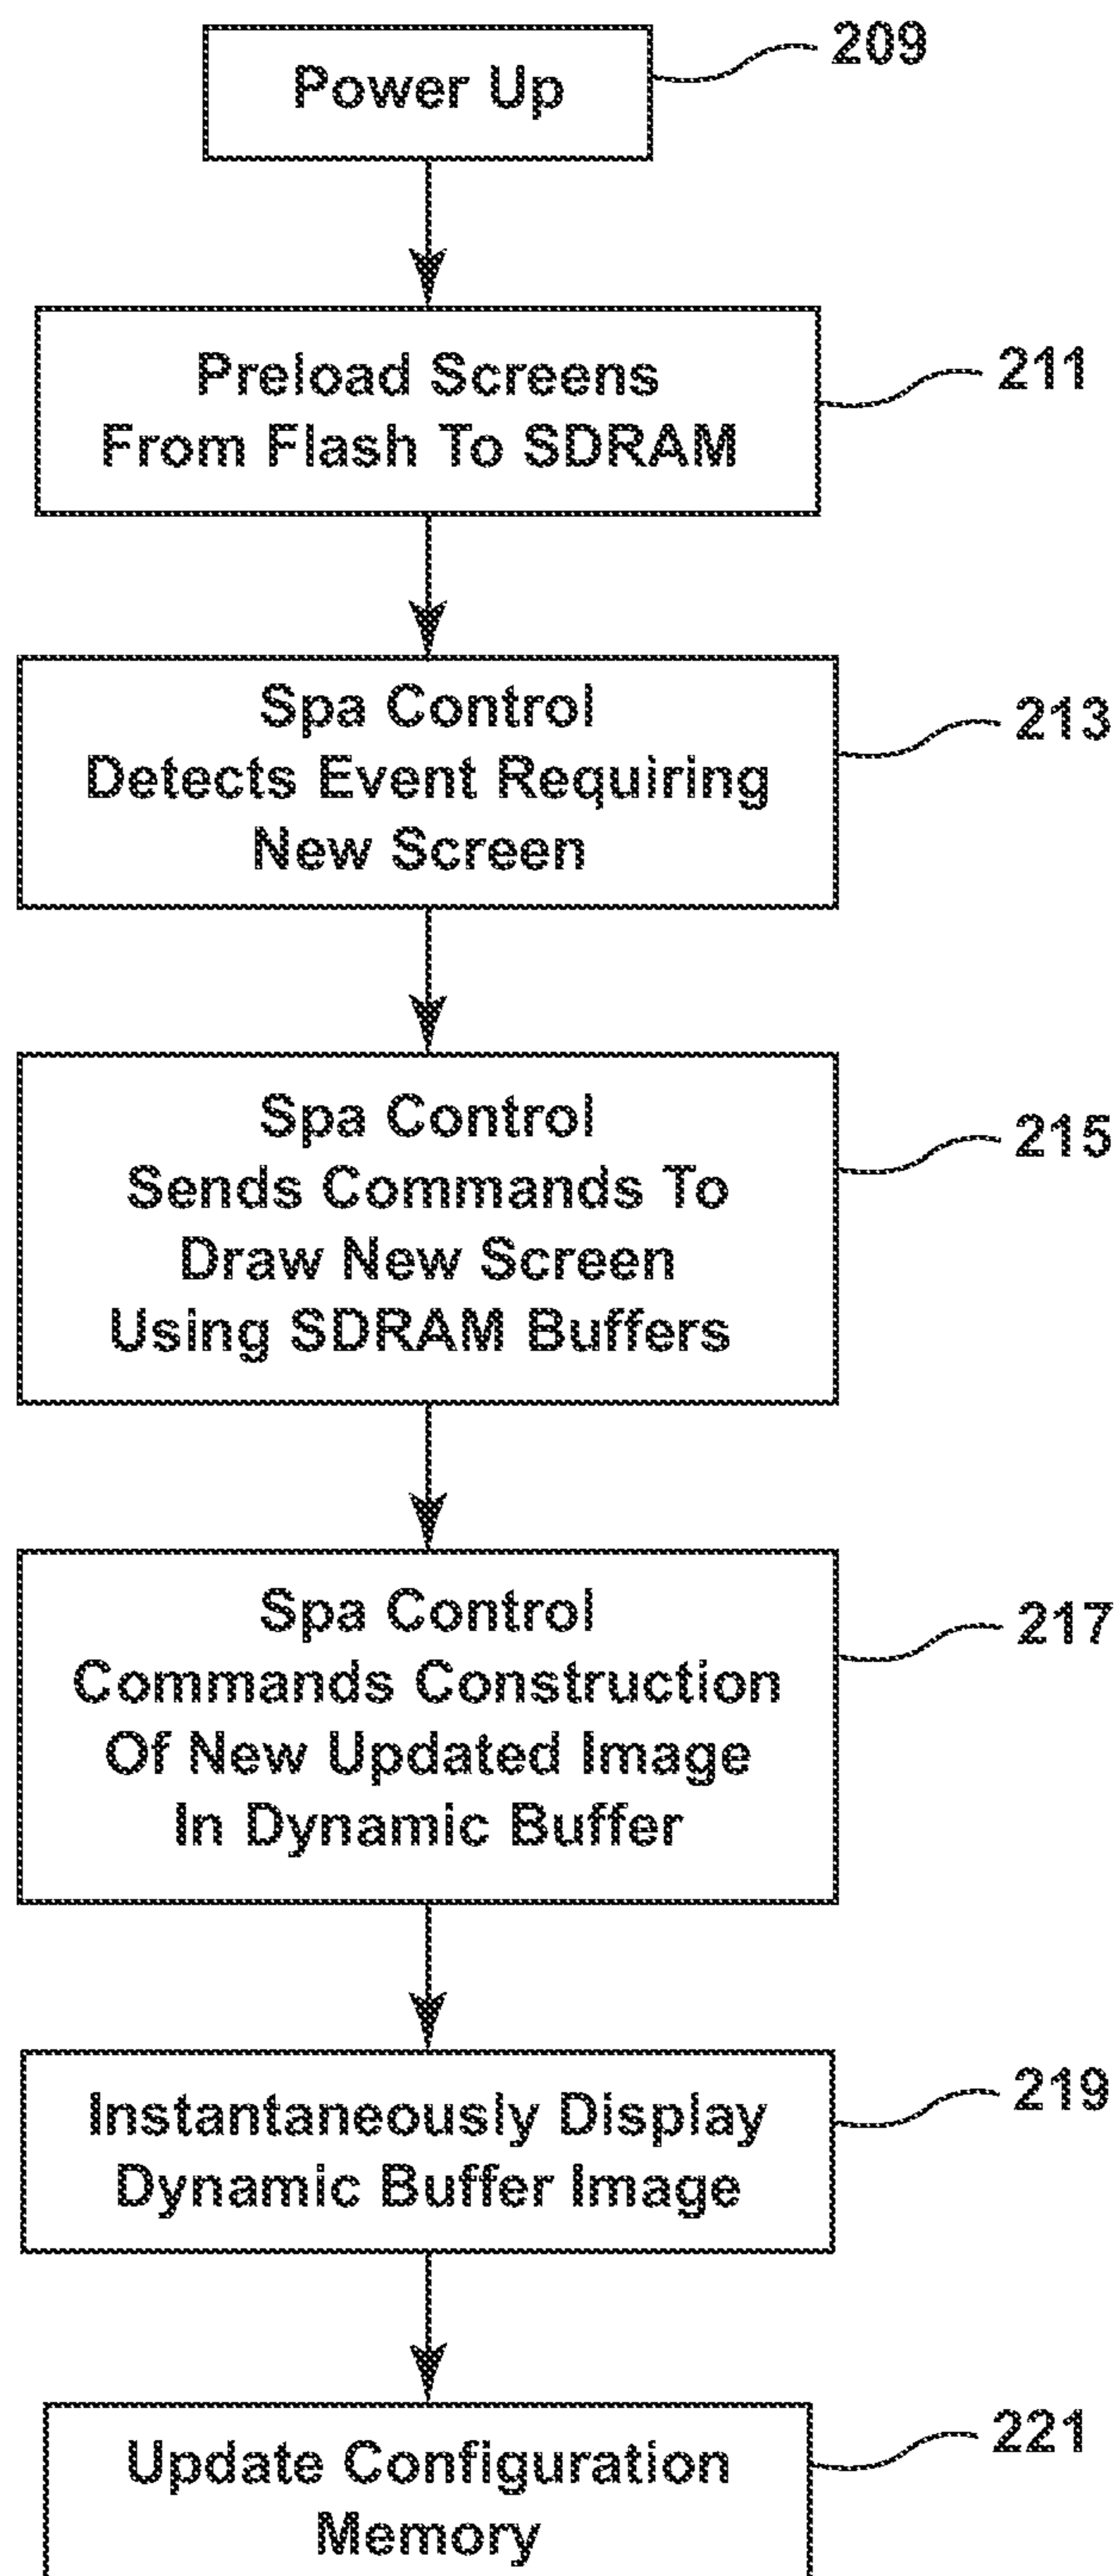 Power Up
209
Preload Screens
From Flash To SDRAM
211
Spa Control
Detects Event Requiring
New Screen
213
Spa Control
Sends Commands To
Draw New Screen
Using SDRAM Buffers
215
Spa Control
Commands Construction
Of New Updated Image
In Dynamic Buffer
217
Instantaneously Display
Dynamic Buffer Image
219
Update Configuration
Memory
221